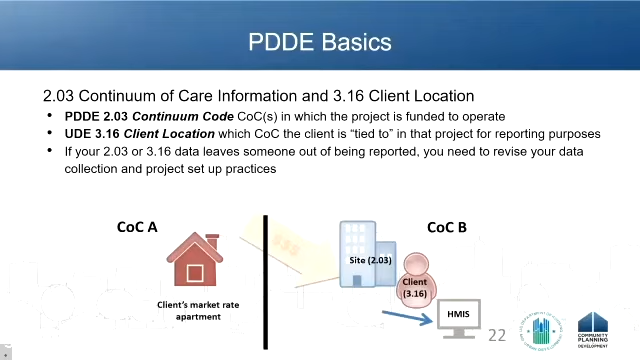 PDDE Basics
2.03 Continuum of Care Information and 3.16 Client Location
• PDDE 2.03 Continuum Code CoC(s) in which the project is funded to operate
• UDE 3.16 Client Location which CoC the client is “tied to” in that project for reporting purposes
• If your 2.03 or 3.16 data leaves someone out of being reported, you need to revise your data
collection and project set up practices
CoC A
$$$
CoC B
Site (2.03)
Client
(3.16)
Client's market rate
apartment
HMIS
22
COMMUNITY
PLANNING
DEVELOPMENT